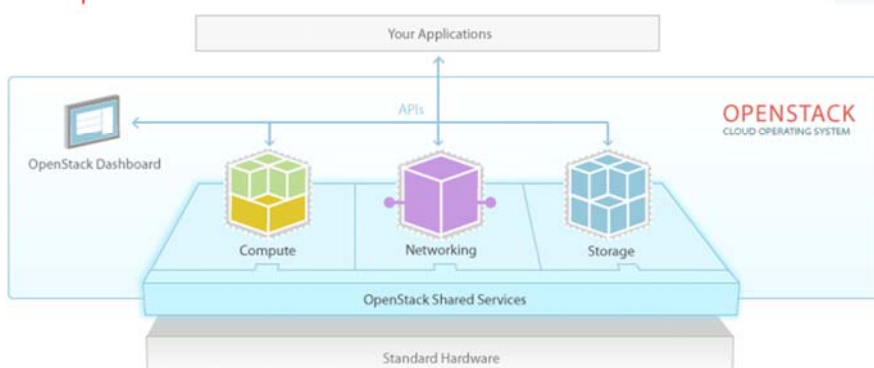 Your Applications
APIs
OPENSTACK
CLOUD OPERATING SYSTEM
OpenStack Dashboard
Compute
Networking
Storage
OpenStack Shared Services
Standard Hardware